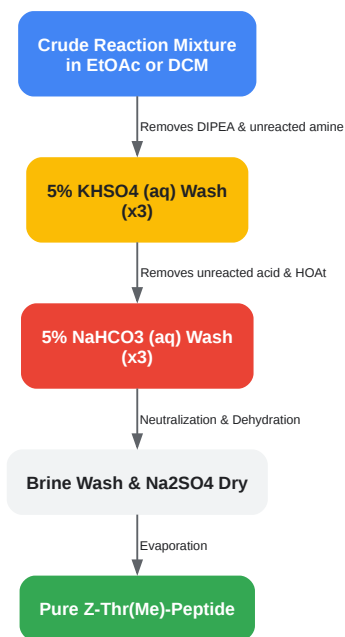 Crude Reaction Mixture
in EtOAc or DCM
Removes DIPEA & unreacted amine
5% KHSO4 (aq) Wash
(x3)
Removes unreacted acid & HOAt
5% NaHCO3 (aq) Wash
(x3)
Neutralization & Dehydration
Brine Wash & Na2SO4 Dry
Evaporation
Pure Z-Thr(Me)-Peptide